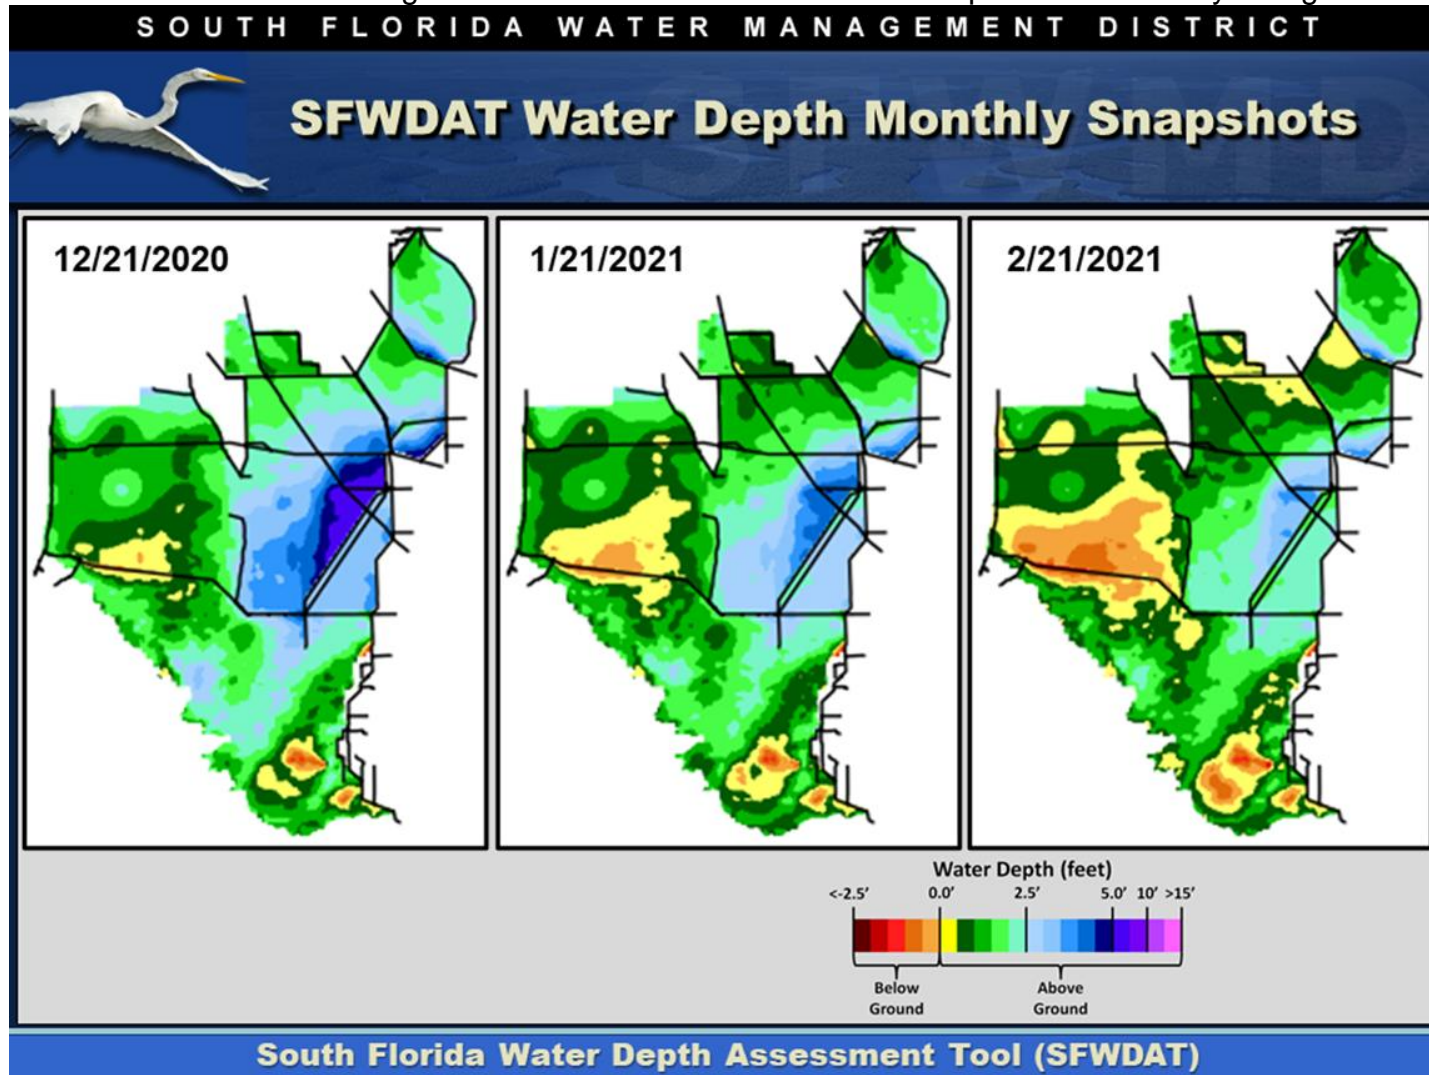 SOUTH FLORIDA WATER MANAGEMENT DISTRICT
SFWDAT Water Depth Monthly Snapshots
12/21/2020
1/21/2021
2/21/2021
Water Depth (feet)
<-2.5' 0.0' 2.5' 5.0' 10' >15'
Below Ground
Above Ground
South Florida Water Depth Assessment Tool (SFWDAT)